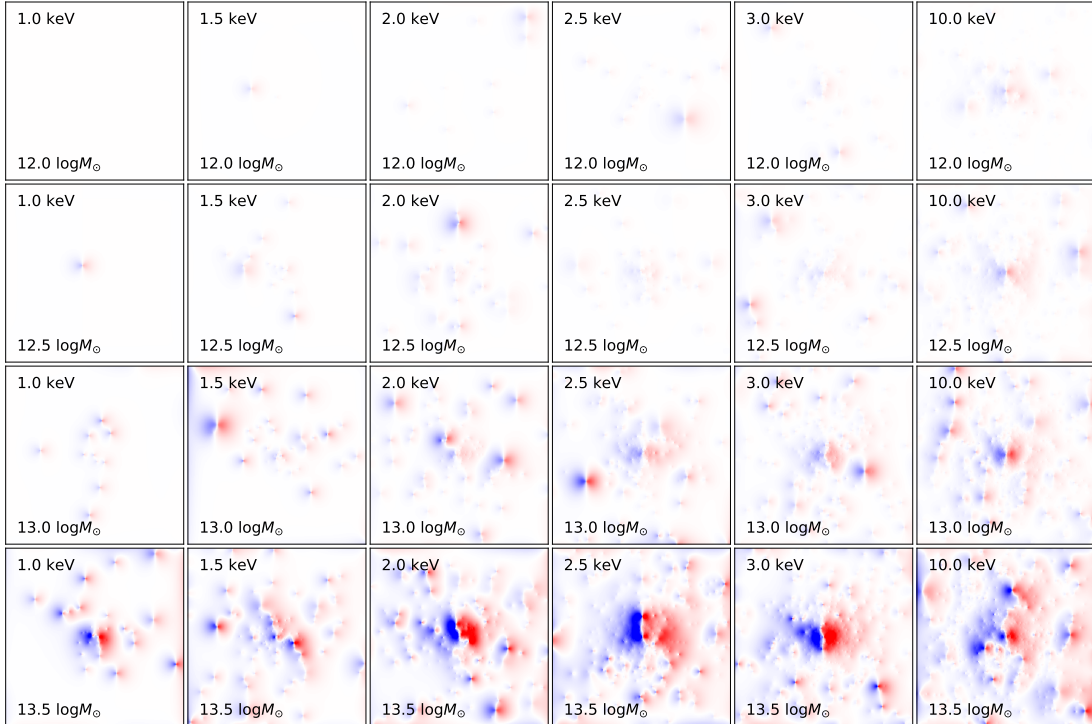 1.0 keV 1.5 keV 2.0 keV 2.5 keV 3.0 keV 10.0 keV
12.0 logM⊙ 12.0 logM⊙ 12.0 logM⊙ 12.0 logM⊙ 12.0 logM⊙ 12.0 logM⊙
1.0 keV 1.5 keV 2.0 keV 2.5 keV 3.0 keV 10.0 keV
12.5 logM⊙ 12.5 logM⊙ 12.5 logM⊙ 12.5 logM⊙ 12.5 logM⊙ 12.5 logM⊙
1.0 keV 1.5 keV 2.0 keV 2.5 keV 3.0 keV 10.0 keV
13.0 logM⊙ 13.0 logM⊙ 13.0 logM⊙ 13.0 logM⊙ 13.0 logM⊙ 13.0 logM⊙
1.0 keV 1.5 keV 2.0 keV 2.5 keV 3.0 keV 10.0 keV
13.5 logM⊙ 13.5 logM⊙ 13.5 logM⊙ 13.5 logM⊙ 13.5 logM⊙ 13.5 logM⊙